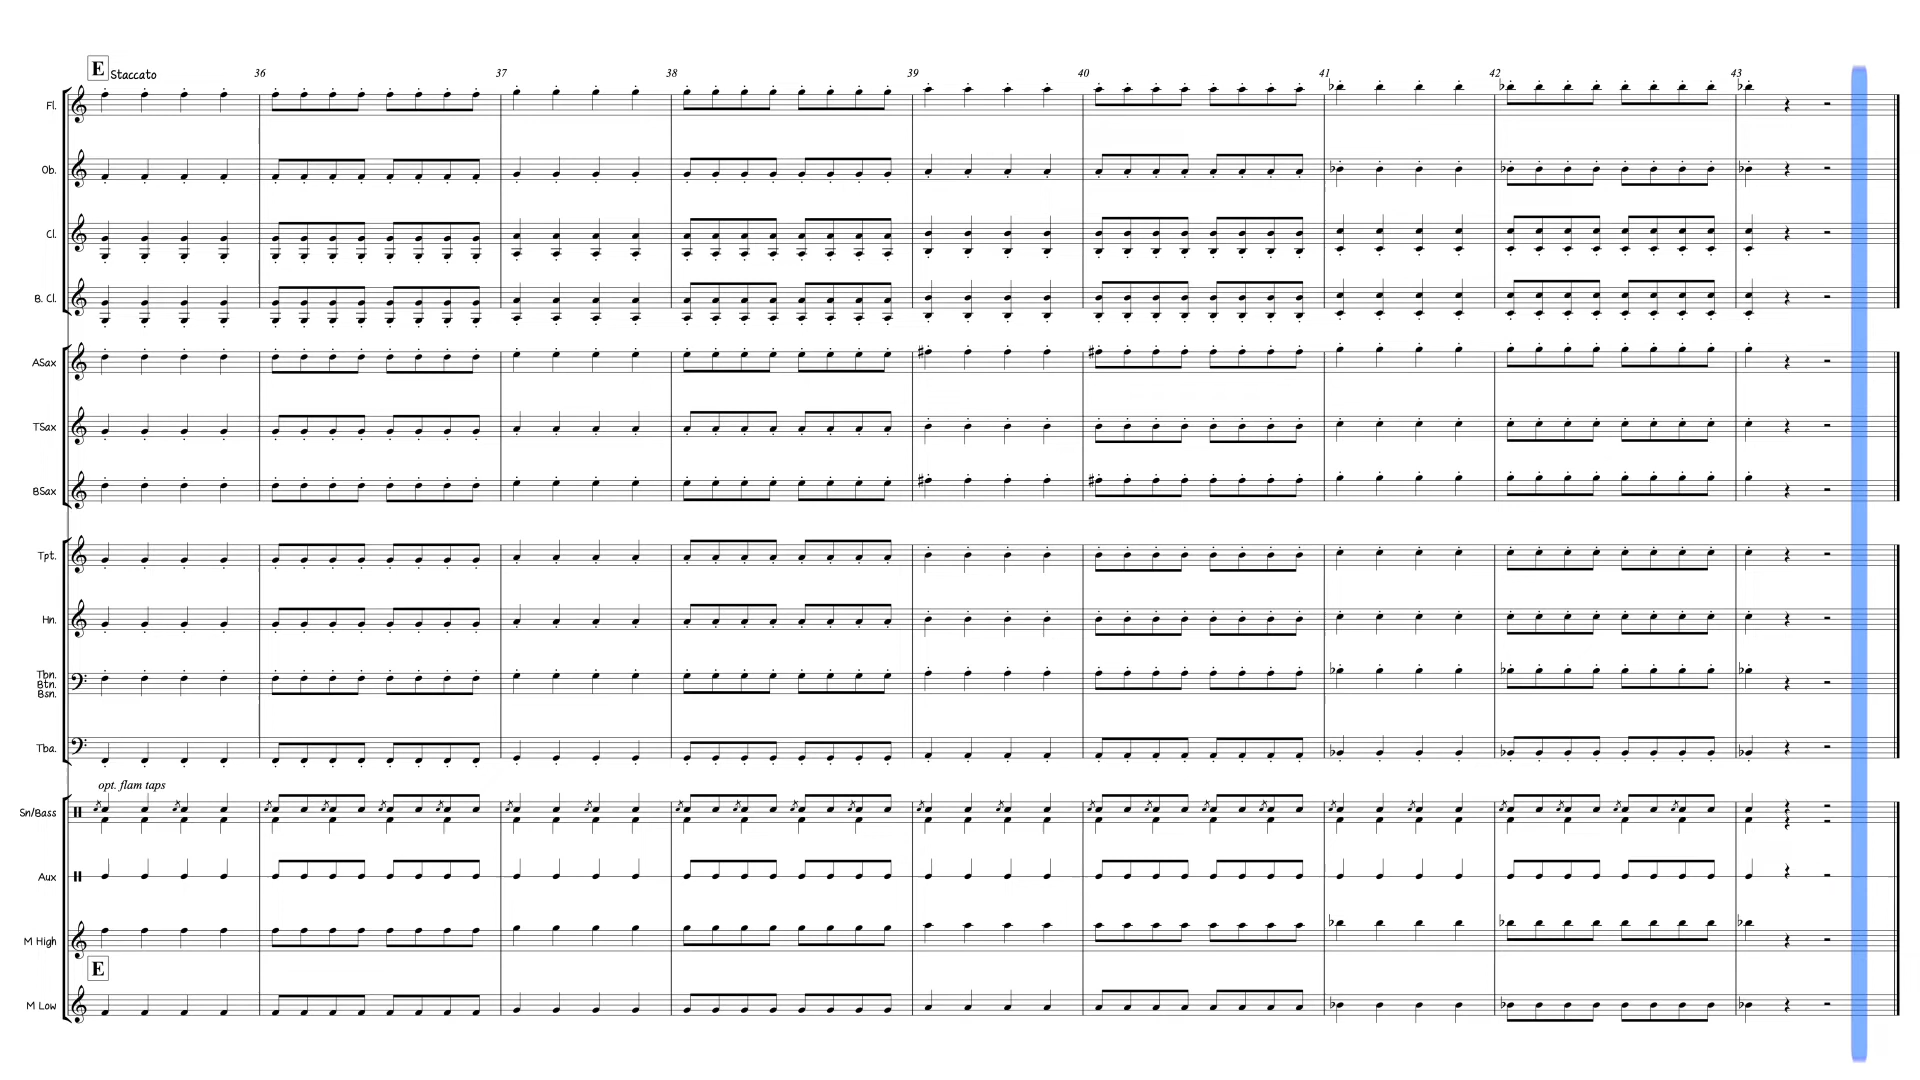 E Staccato
36 37 38 39 40 41 42 43
Fl.
Ob.
Cl.
B. Cl.
ASax
TSax
BSax
Tpt.
Hn.
Tbn.
Btn.
Bsn.
Tba.
opt. flam taps
Sn/Bass
Aux
M High
E
M Low